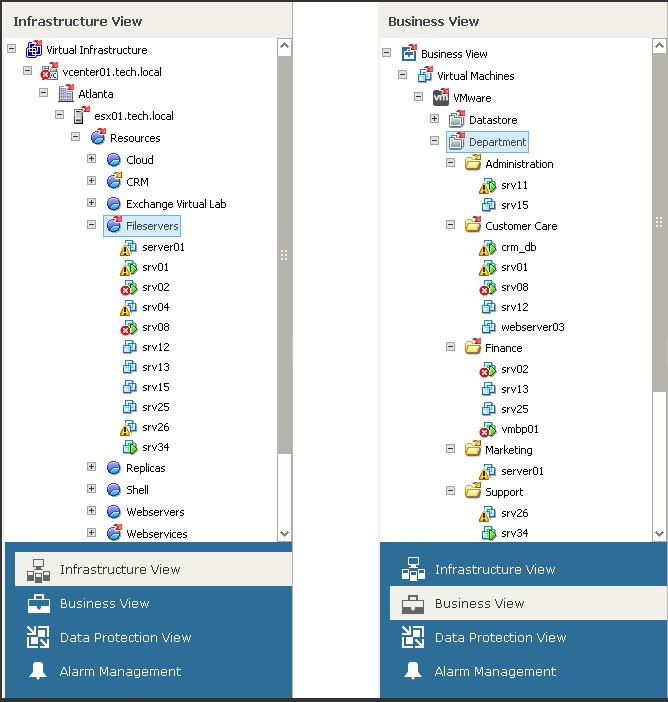 Infrastructure View
Virtual Infrastructure
vcenter01.tech.local
Atlanta
esx01.tech.local
Resources
Cloud
CRM
Exchange Virtual Lab
Fileservers
server01
srv01
srv02
srv04
srv08
srv12
srv13
srv15
srv25
srv26
srv34
Replicas
Shell
Webservers
Webservices
Infrastructure View
Business View
Data Protection View
Alarm Management
Business View
Business View
Virtual Machines
vm VMware
Datastore
Department
Administration
srv11
srv15
Customer Care
crm_db
srv01
srv08
srv12
webserver03
Finance
srv02
srv13
srv25
vmbp01
Marketing
server01
Support
srv26
srv34
Infrastructure View
Business View
Data Protection View
Alarm Management